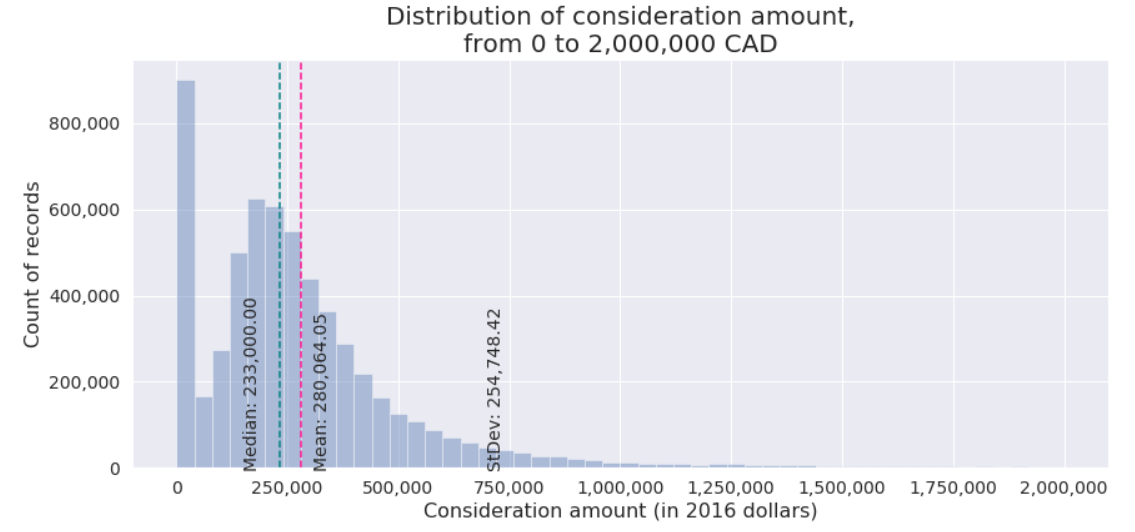 Distribution of consideration amount,
from 0 to 2,000,000 CAD
Count of records
800,000
600,000
400,000
200,000
0
Median: 233,000.00
Mean: 280,064.05
StDev: 254,748.42
0
250,000
500,000
750,000
1,000,000
1,250,000
1,500,000
1,750,000
2,000,000
Consideration amount (in 2016 dollars)